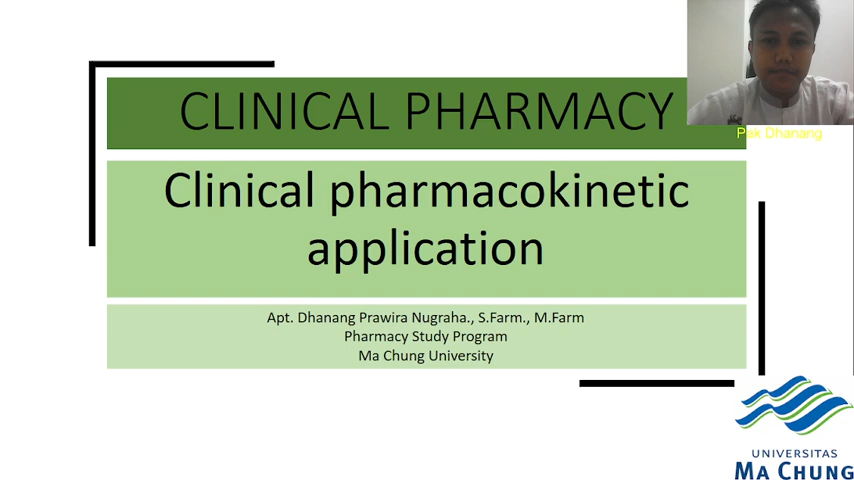 CLINICAL PHARMACY
Pak Dhanang
Clinical pharmacokinetic
application
Apt. Dhanang Prawira Nugraha., S.Farm., M.Farm
Pharmacy Study Program
Ma Chung University
UNIVERSITAS
MA CHUNG